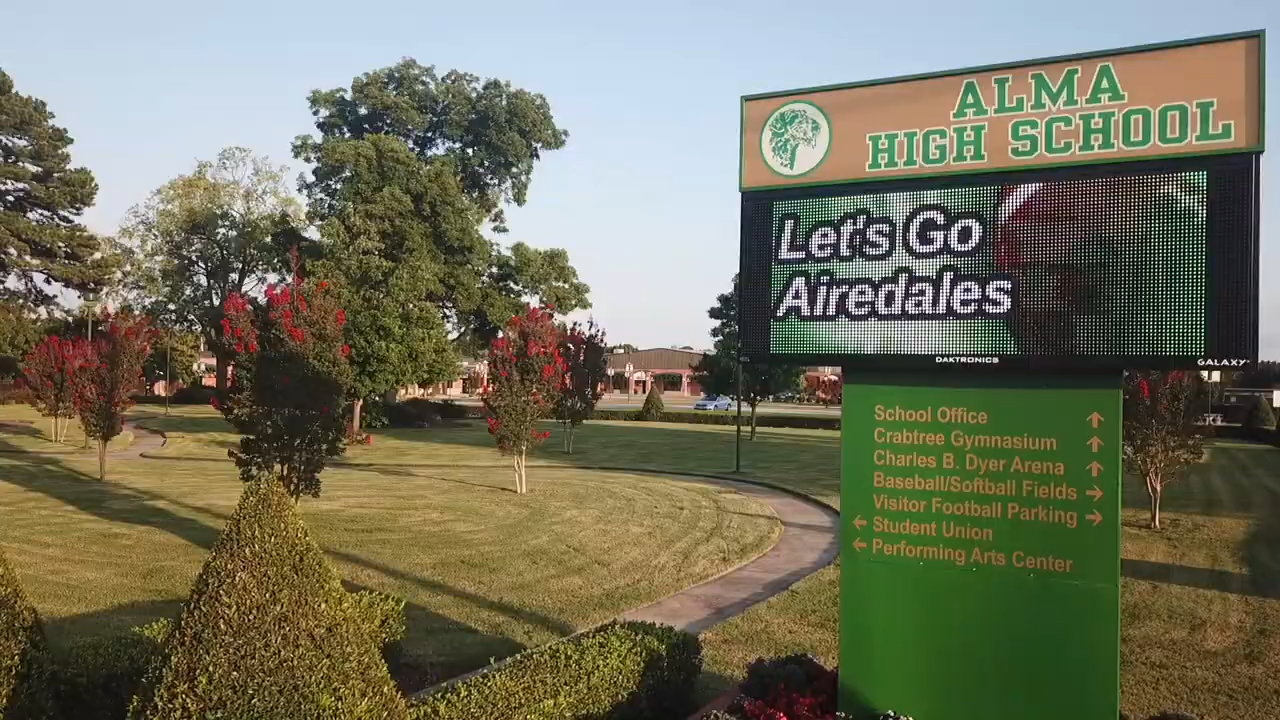 ALMA
HIGH SCHOOL
Let's Go
Airedales
DAKTRONICS
GALAXY
School Office ↑
Crabtree Gymnasium ↑
Charles B. Dyer Arena ↑
Baseball/Softball Fields →
Visitor Football Parking →
← Student Union
← Performing Arts Center